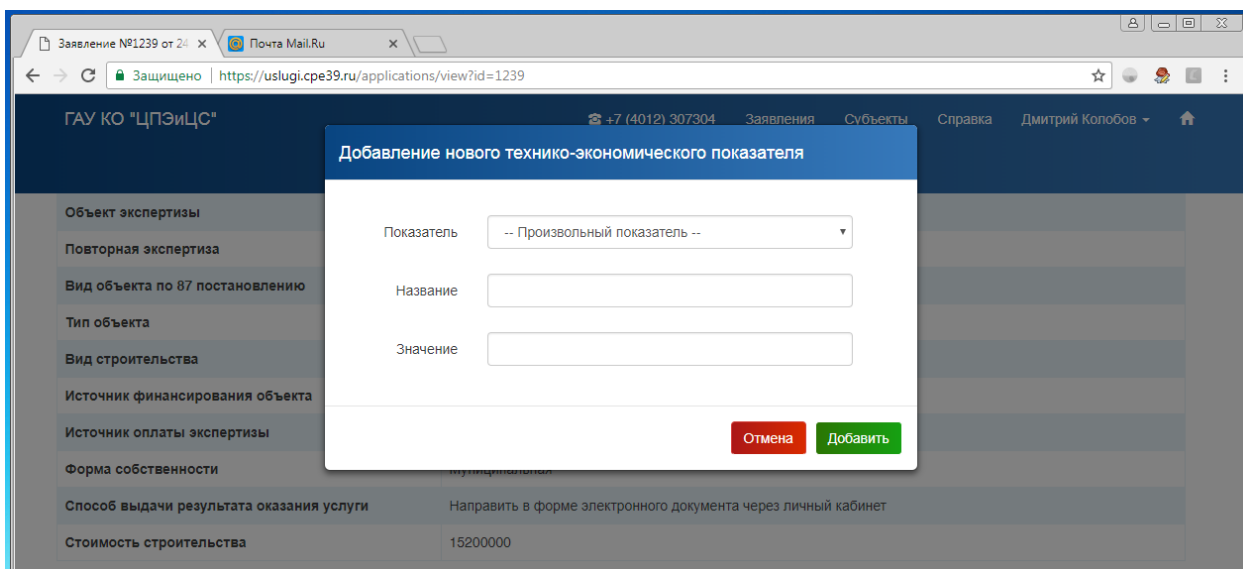 Заявление №1239 от 24
Почта Mail.Ru
Защищено https://uslugi.cpe39.ru/applications/view?id=1239
ГАУ КО "ЦПЭиЦС" +7 (4012) 307304 Заявления Субъекты Справка Дмитрий Колобов
Добавление нового технико-экономического показателя
Объект экспертизы
Показатель -- Произвольный показатель --
Повторная экспертиза
Вид объекта по 87 постановлению
Название
Тип объекта
Значение
Вид строительства
Источник финансирования объекта
Источник оплаты экспертизы
Отмена Добавить
Форма собственности Муниципальная
Способ выдачи результата оказания услуги Направить в форме электронного документа через личный кабинет
Стоимость строительства 15200000